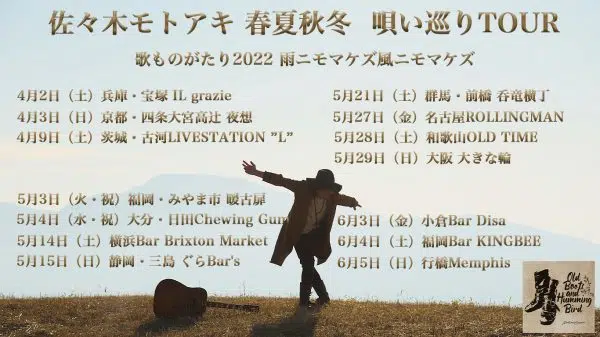 佐々木モトアキ 春夏秋冬 唄い巡りTOUR
歌ものがたり2022 雨ニモマケズ風ニモマケズ
4月2日（土）兵庫・宝塚 IL grazie
4月3日（日）京都・四条大宮高辻 夜想
4月9日（土）茨城・古河LIVESTATION ”L”
5月3日（火・祝）福岡・みやま市 暖古扉
5月4日（水・祝）大分・日田Chewing Gum
5月14日（土）横浜Bar Brixton Market
5月15日（日）静岡・三島 ぐらBar's
5月21日（土）群馬・前橋 呑竜横丁
5月27日（金）名古屋ROLLINGMAN
5月28日（土）和歌山OLD TIME
5月29日（日）大阪 大きな輪
6月3日（金）小倉Bar Disa
6月4日（土）福岡Bar KINGBEE
6月5日（日）行橋Memphis
Old
Boots
and
Humming
Bird